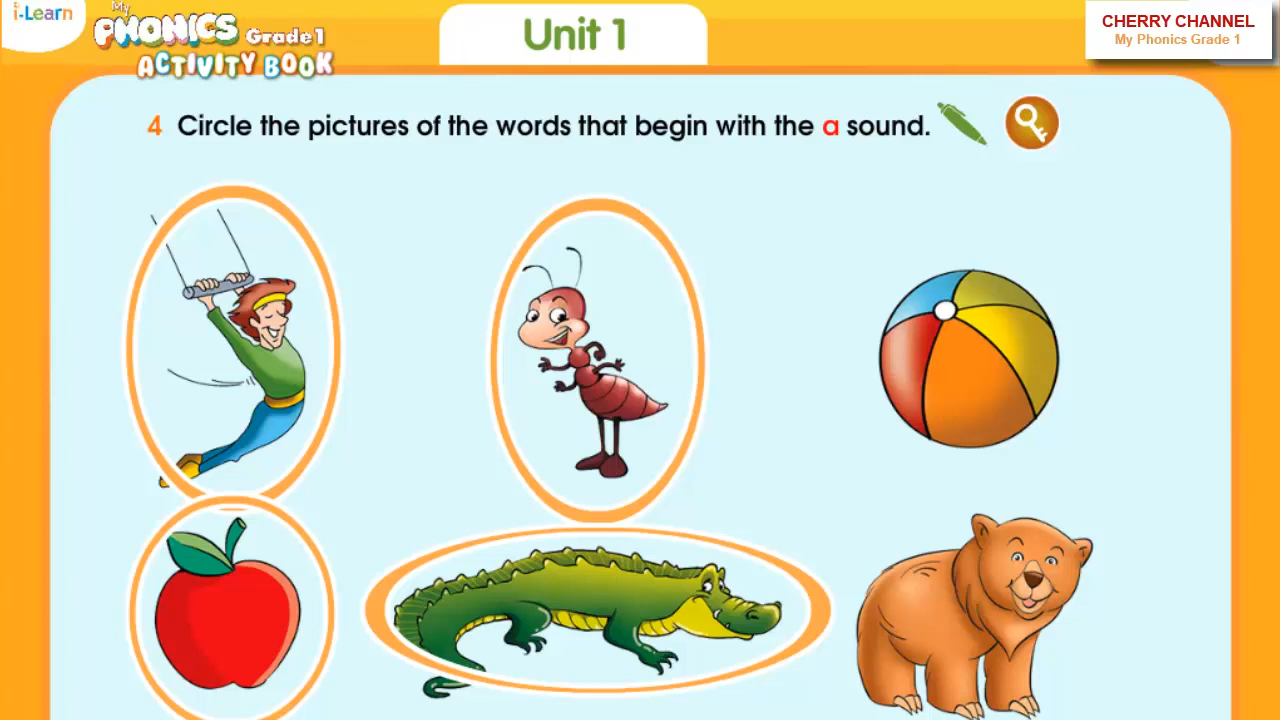 i-Learn
My
PHONICS Grade 1
ACTIVITY BOOK
Unit 1
CHERRY CHANNEL
My Phonics Grade 1
4 Circle the pictures of the words that begin with the a sound.